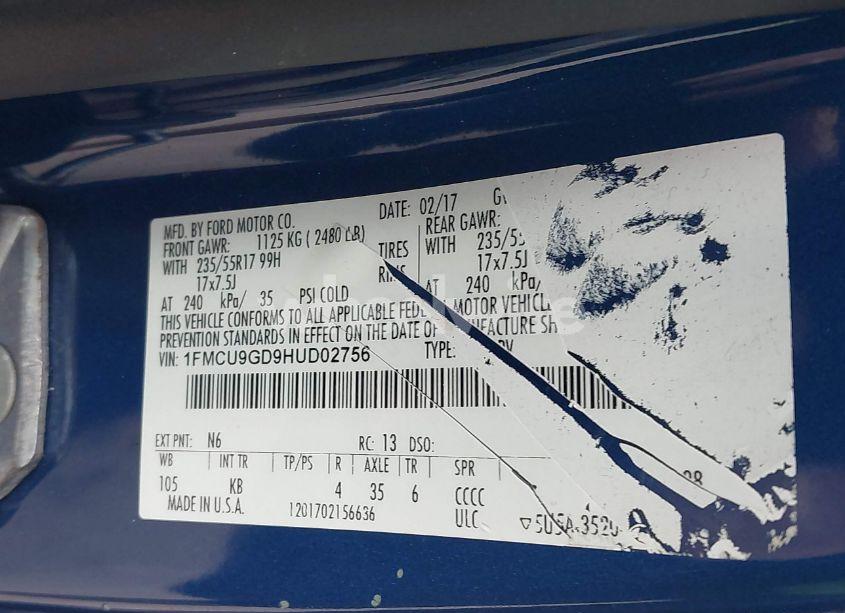 MFD. BY FORD MOTOR CO. DATE: 02/17
FRONT GAWR: 1125 KG ( 2480 LB) REAR GAWR:
WITH 235/55R17 99H TIRES WITH 235/55
17x7.5J 17x7.5J
AT 240 kPa/ 35 PSI COLD AT 240 kPa/
THIS VEHICLE CONFORMS TO ALL APPLICABLE MOTOR VEHICLE
PREVENTION STANDARDS IN EFFECT ON THE DATE OF
VIN: 1FMCU9GD9HUD02756 TYPE:
EXT PNT: N6 RC: 13 DSO:
WB INT TR TP/PS R AXLE TR SPR
105 KB 4 35 6 CCCC
MADE IN U.S.A. 1201702156636 ULC